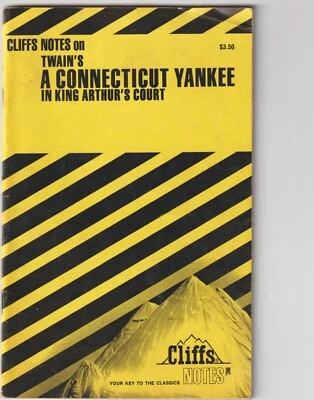 CLIFFS NOTES on
$3.50
TWAIN'S
A CONNECTICUT YANKEE
IN KING ARTHUR'S COURT
Cliffs
NOTES
YOUR KEY TO THE CLASSICS